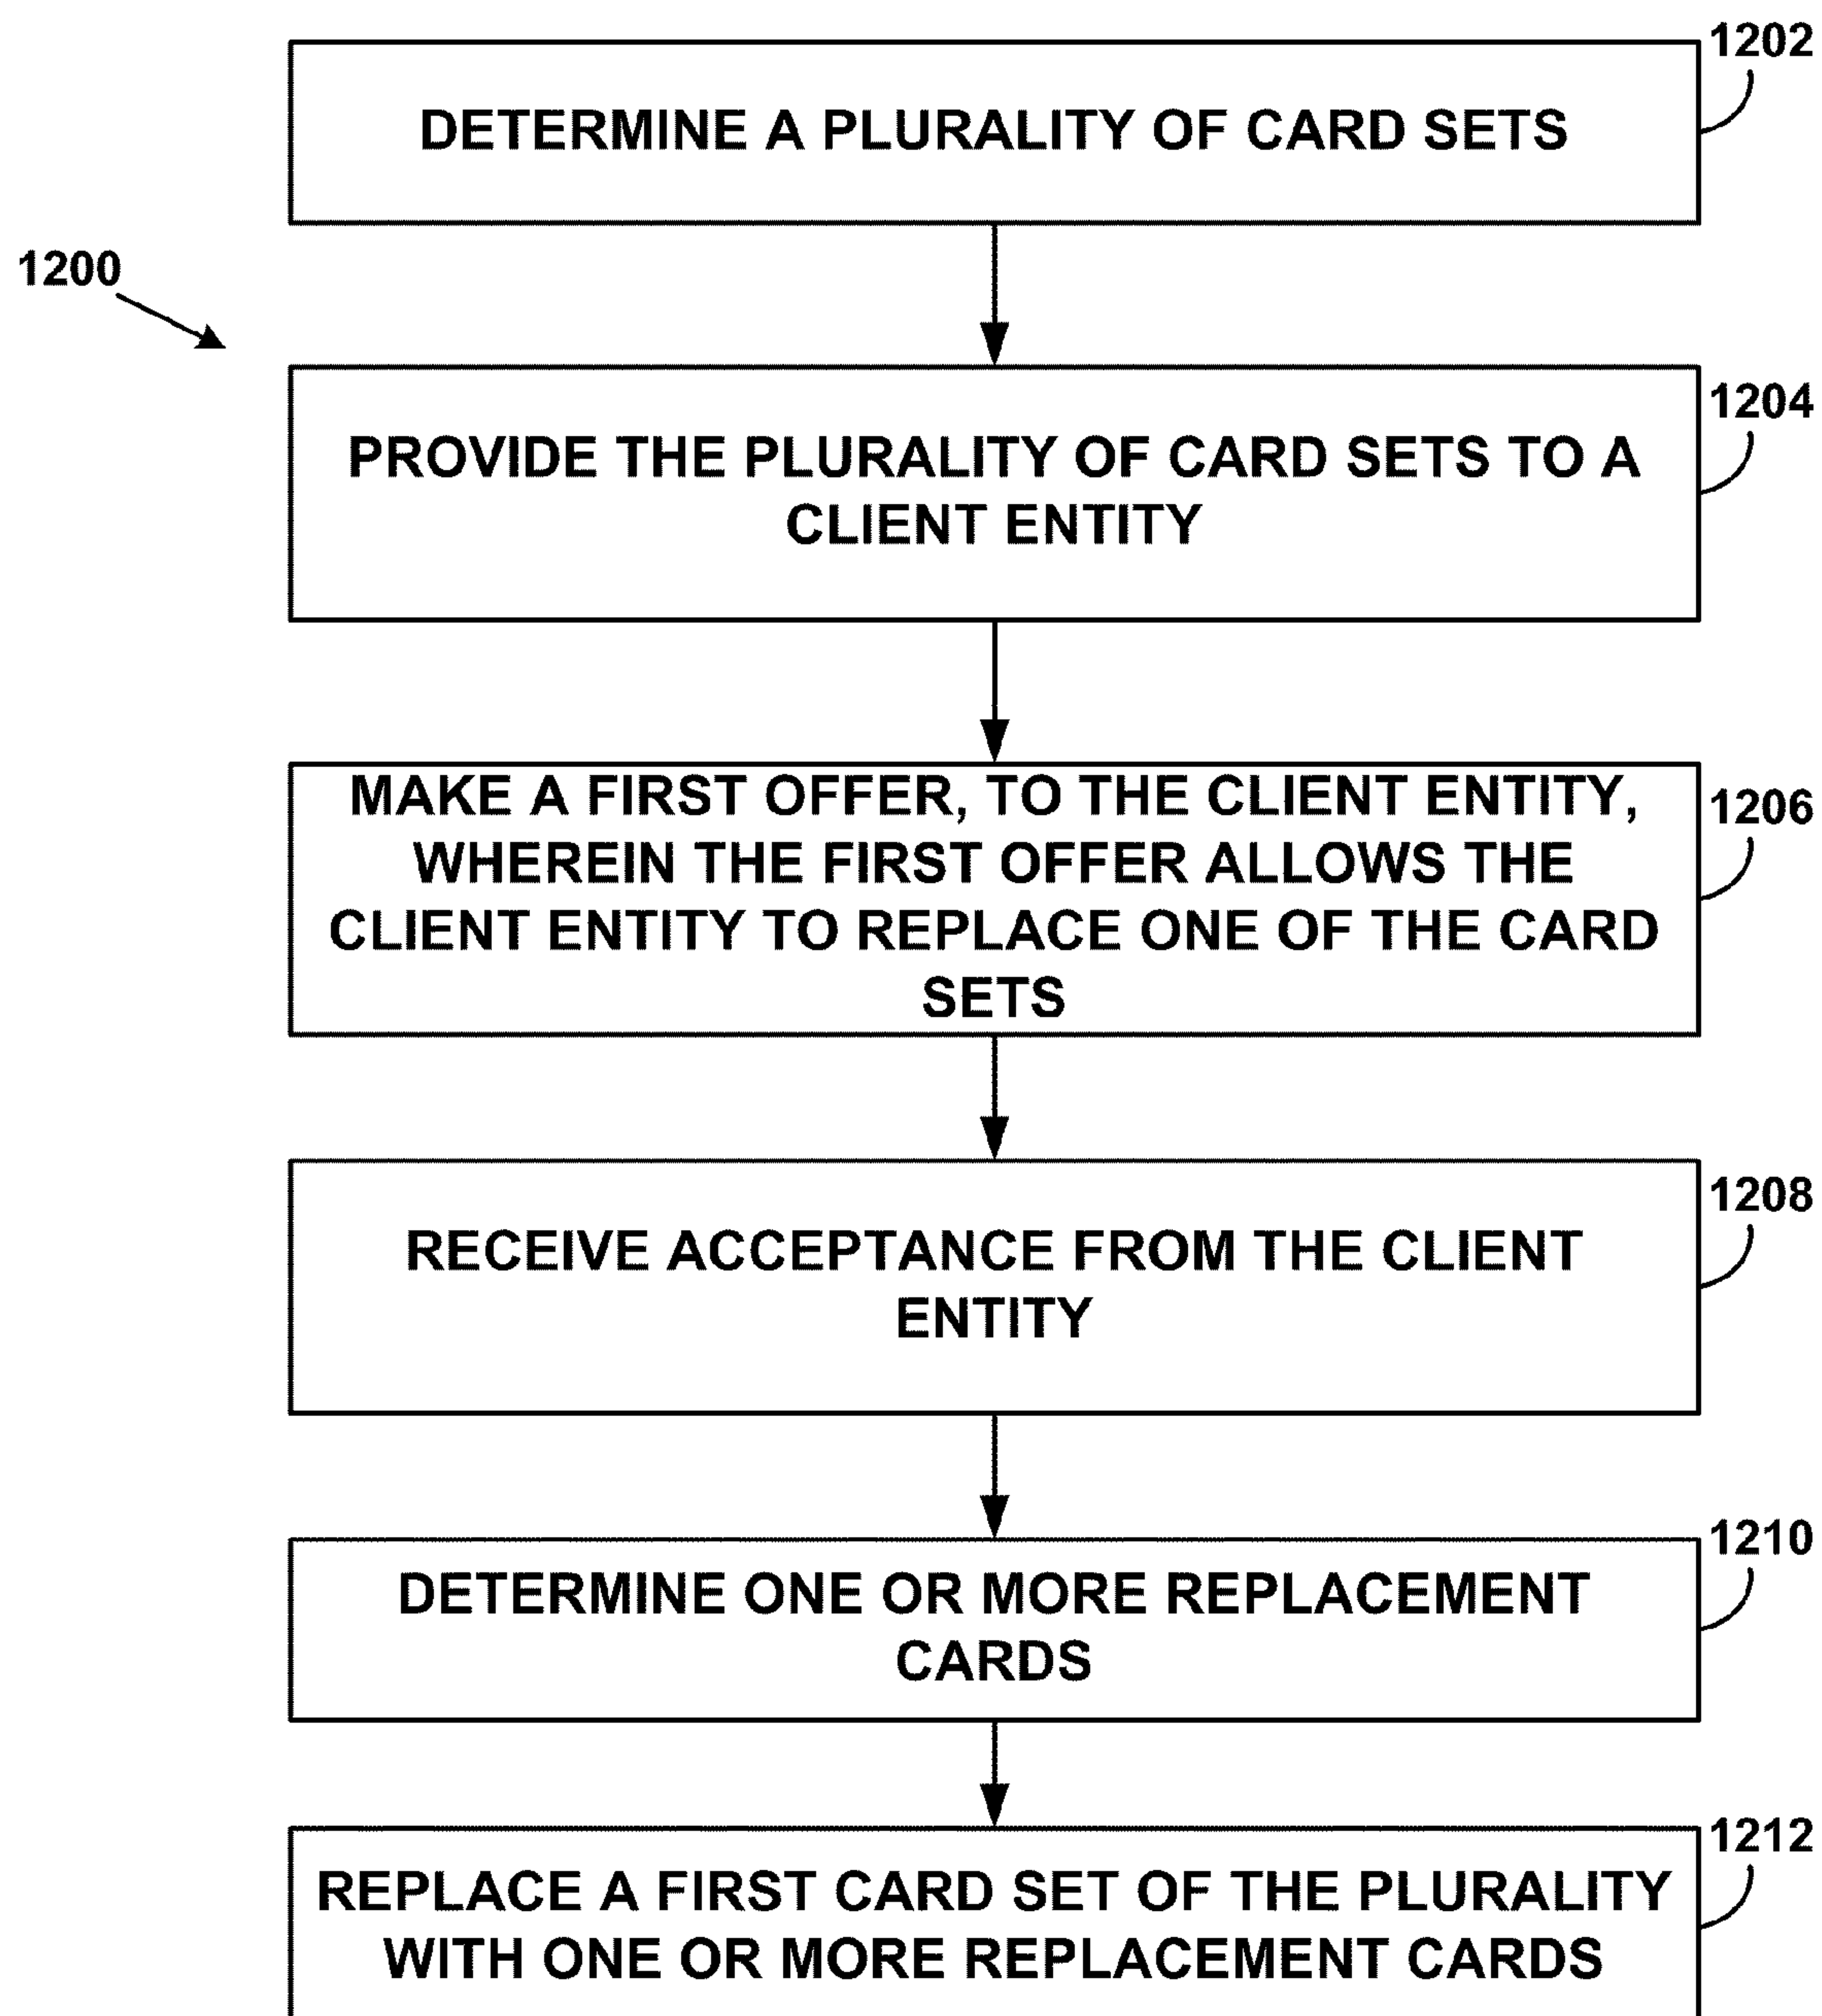 1202
DETERMINE A PLURALITY OF CARD SETS
1200
1204
PROVIDE THE PLURALITY OF CARD SETS TO A
CLIENT ENTITY
1206
MAKE A FIRST OFFER, TO THE CLIENT ENTITY,
WHEREIN THE FIRST OFFER ALLOWS THE
CLIENT ENTITY TO REPLACE ONE OF THE CARD
SETS
1208
RECEIVE ACCEPTANCE FROM THE CLIENT
ENTITY
1210
DETERMINE ONE OR MORE REPLACEMENT
CARDS
1212
REPLACE A FIRST CARD SET OF THE PLURALITY
WITH ONE OR MORE REPLACEMENT CARDS